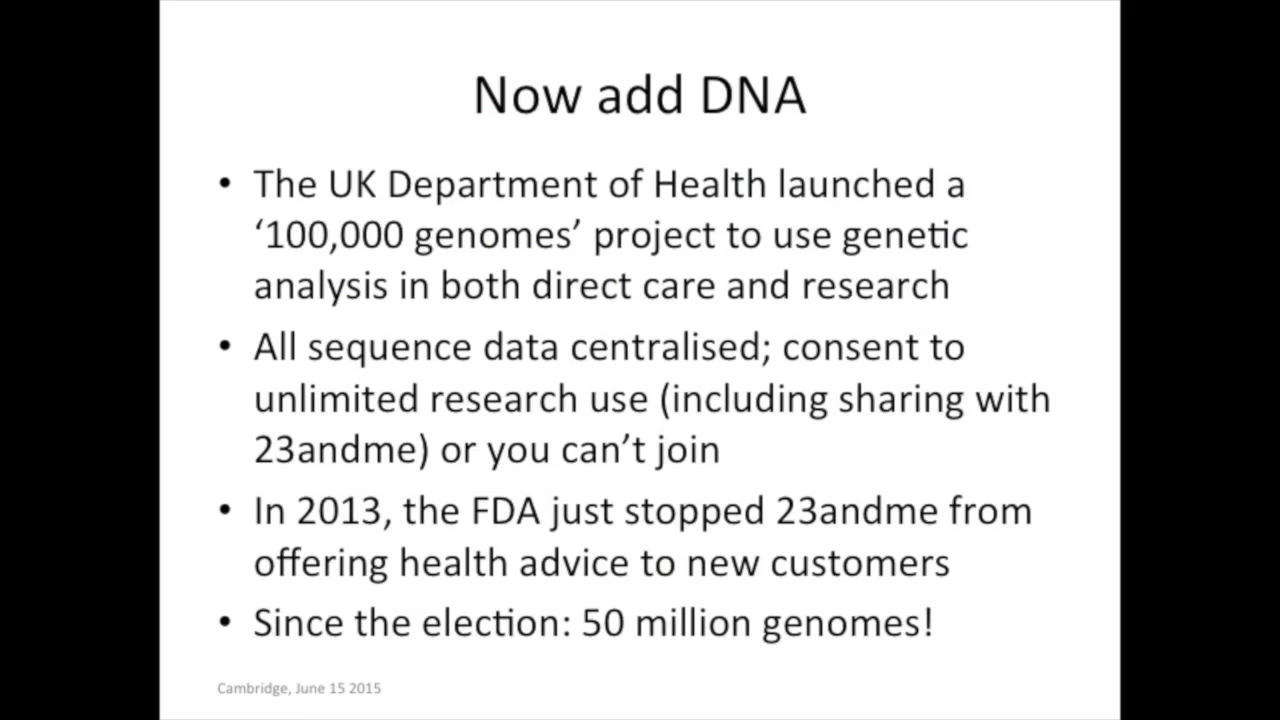 Now add DNA
• The UK Department of Health launched a
‘100,000 genomes’ project to use genetic
analysis in both direct care and research
• All sequence data centralised; consent to
unlimited research use (including sharing with
23andme) or you can’t join
• In 2013, the FDA just stopped 23andme from
offering health advice to new customers
• Since the election: 50 million genomes!
Cambridge, June 15 2015